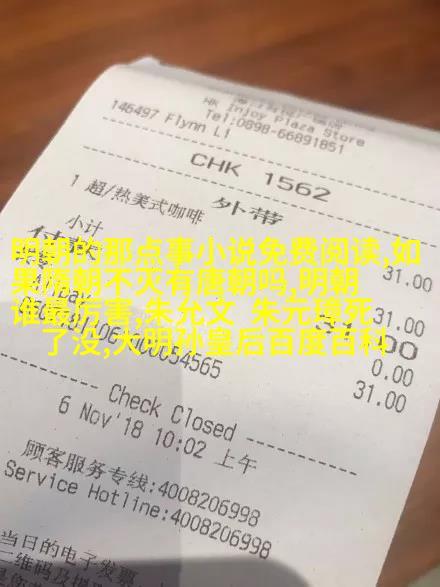 HK Injoy Plaza Store
Tel:0898-66891851
146497 Flynn Li
CHK 1562
外带
1 超/热美式咖啡
31.00
小计
31.00
明朝的那点事小说免费阅读,如
果隋朝不灭有唐朝吗,明朝
谁最厉害,朱允文 朱元璋死
了没,大明孙皇后百度百科
0.00
31.00
Check Closed
6 Nov'18 10:02 上午
顾客服务专线:4008206998
Service Hotline:4008206998
当日的电子发票